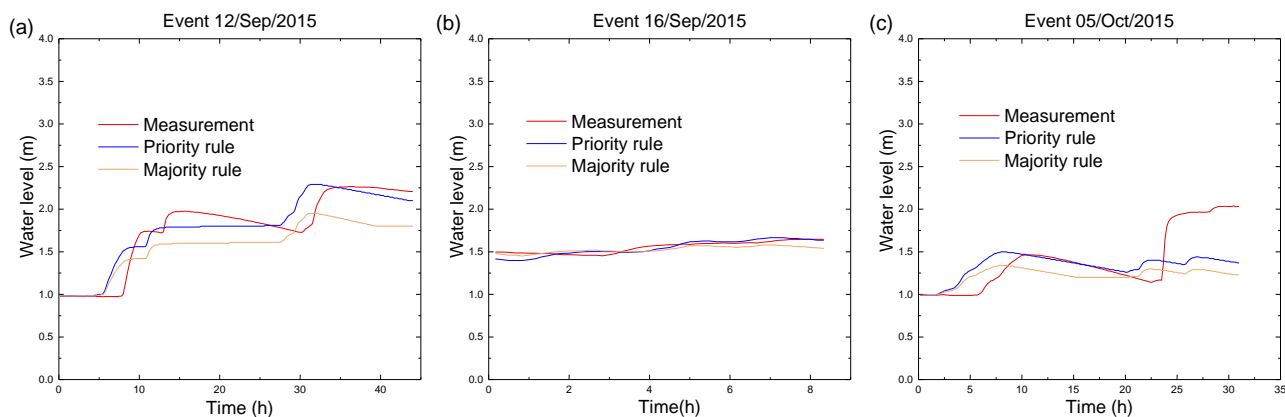 Event 12/Sep/2015
(a)
4.0
3.5
3.0
2.5
2.0
1.5
1.0
0.5
0.0
Water level (m)
Measurement
Priority rule
Majority rule
0 10 20 30 40
Time (h)
Event 16/Sep/2015
(b)
4.0
3.5
3.0
2.5
2.0
1.5
1.0
0.5
0.0
Water level (m)
Measurement
Priority rule
Majority rule
0 2 4 6 8
Time(h)
Event 05/Oct/2015
(c)
4.0
3.5
3.0
2.5
2.0
1.5
1.0
0.5
0.0
Water level (m)
Measurement
Priority rule
Majority rule
0 5 10 15 20 25 30 35
Time (h)